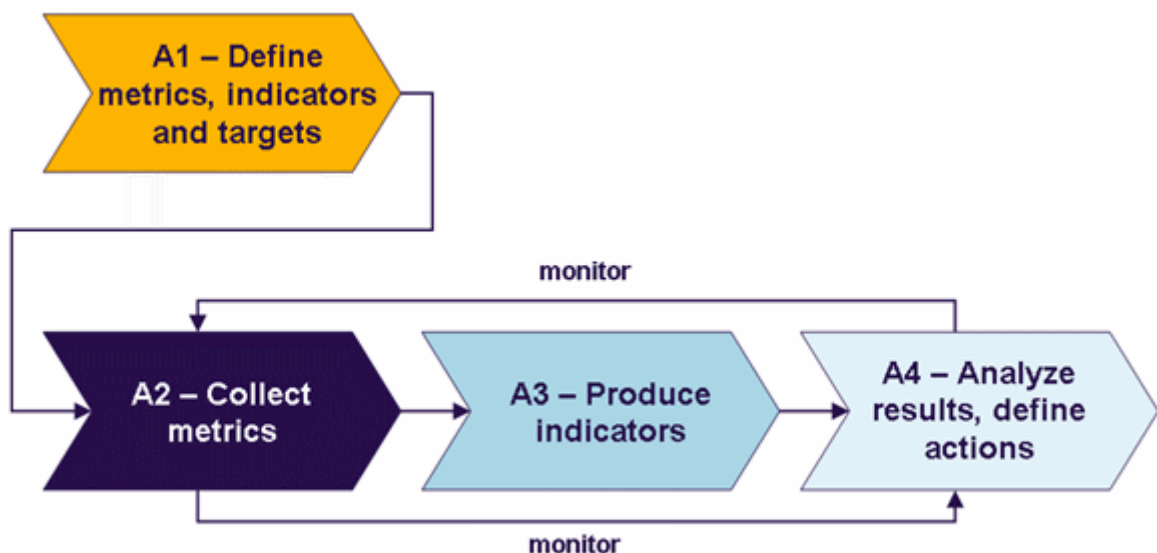 A1 – Define
metrics, indicators
and targets
monitor
A2 – Collect
metrics
A3 – Produce
indicators
A4 – Analyze
results, define
actions
monitor